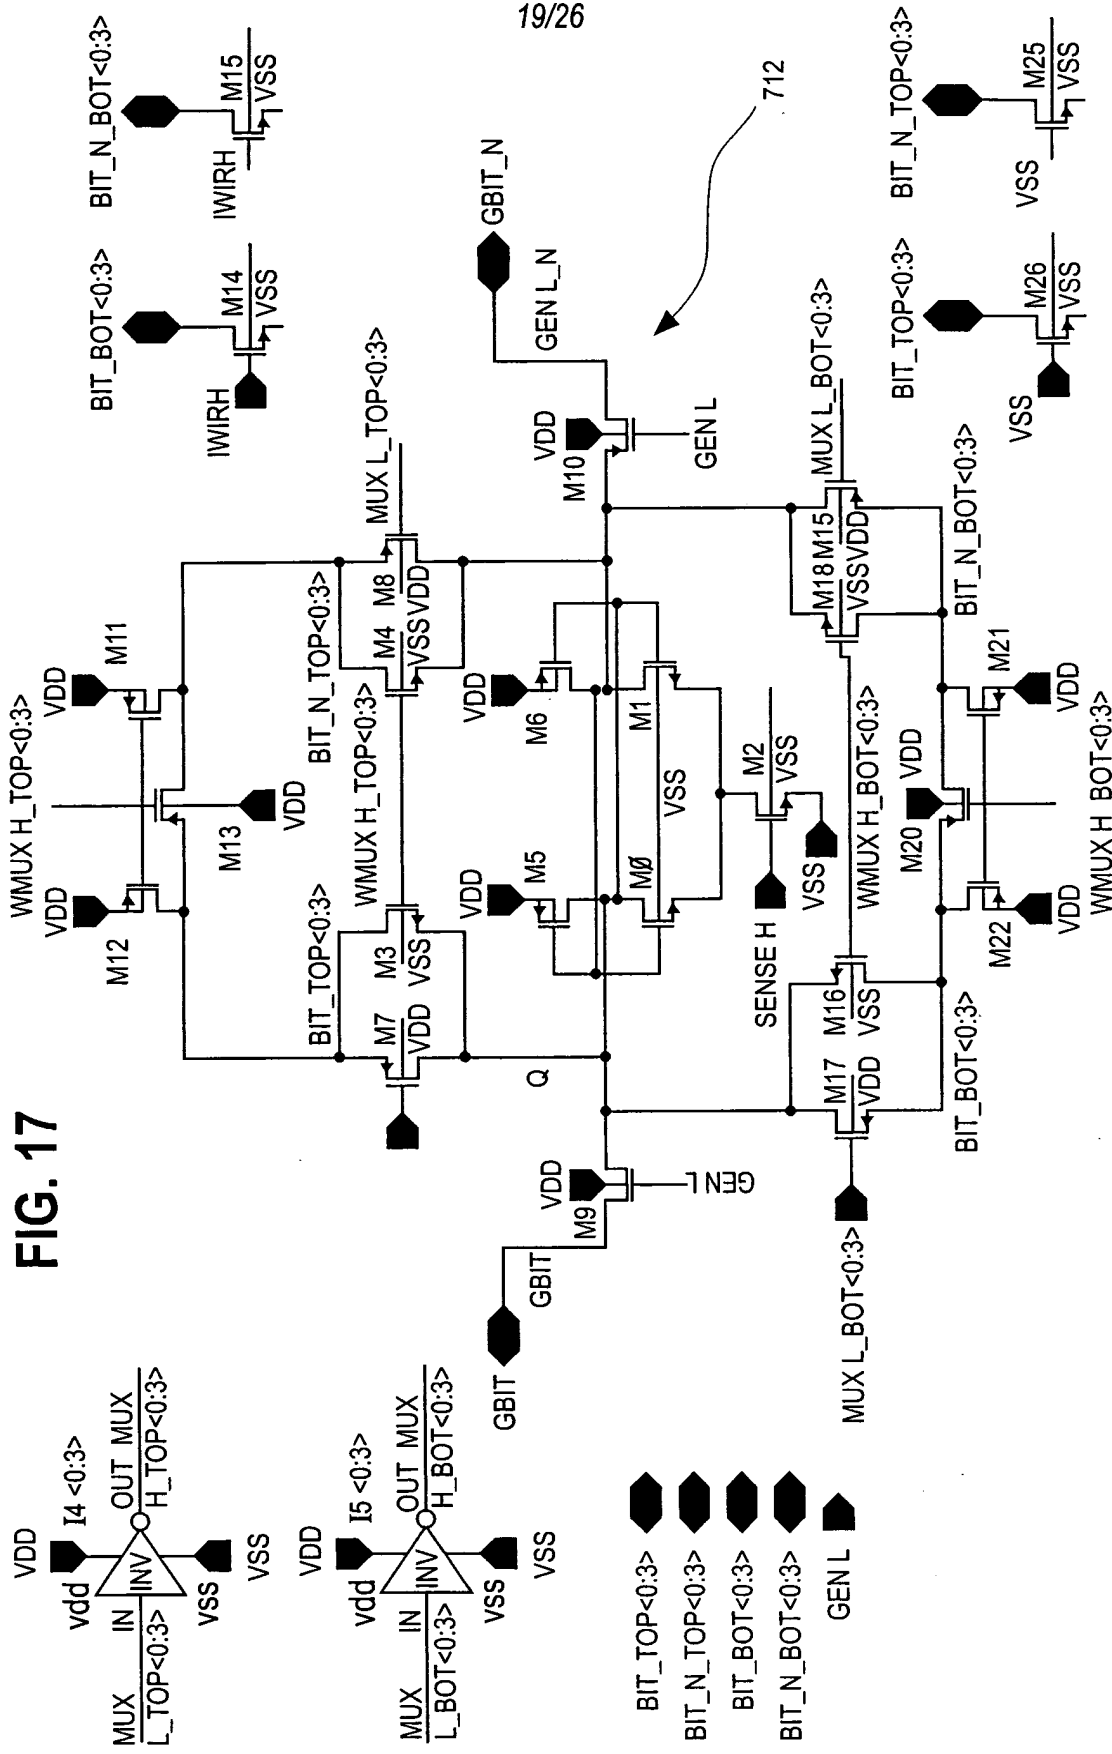 19/26
FIG. 17
VDD
I4 <0:3>
vdd
IN
INV
OUT MUX
MUX
L_TOP<0:3>
H_TOP<0:3>
VSS
VSS
VDD
I5 <0:3>
vdd
IN
INV
OUT MUX
MUX
L_BOT<0:3>
H_BOT<0:3>
VSS
VSS
BIT_TOP<0:3>
BIT_N_TOP<0:3>
BIT_BOT<0:3>
BIT_N_BOT<0:3>
GEN L
WMUX H_TOP<0:3>
VDD
M12
VDD
M11
M13
VDD
BIT_TOP<0:3>
WMUX H_TOP<0:3>
BIT_N_TOP<0:3>
M7
VDD
M3
VSS
M4
VSS
M8
VDD
MUX L_TOP<0:3>
Q
GBIT
GBIT
VDD
M9
GEN L
VDD
M5
VDD
M6
MØ
VSS
M1
M2
VSS
SENSE H
VSS
VDD
M10
GEN L
GEN L_N
GBIT_N
712
MUX L_BOT<0:3>
M17
VDD
M16
VSS
WMUX H_BOT<0:3>
M18
VSS
M15
VDD
MUX L_BOT<0:3>
BIT_BOT<0:3>
BIT_N_BOT<0:3>
M22
VDD
M20
VDD
M21
VDD
WMUX H BOT<0:3>
BIT_BOT<0:3>
M14
VSS
IWIRH
BIT_N_BOT<0:3>
M15
VSS
IWIRH
BIT_TOP<0:3>
M26
VSS
VSS
BIT_N_TOP<0:3>
M25
VSS
VSS